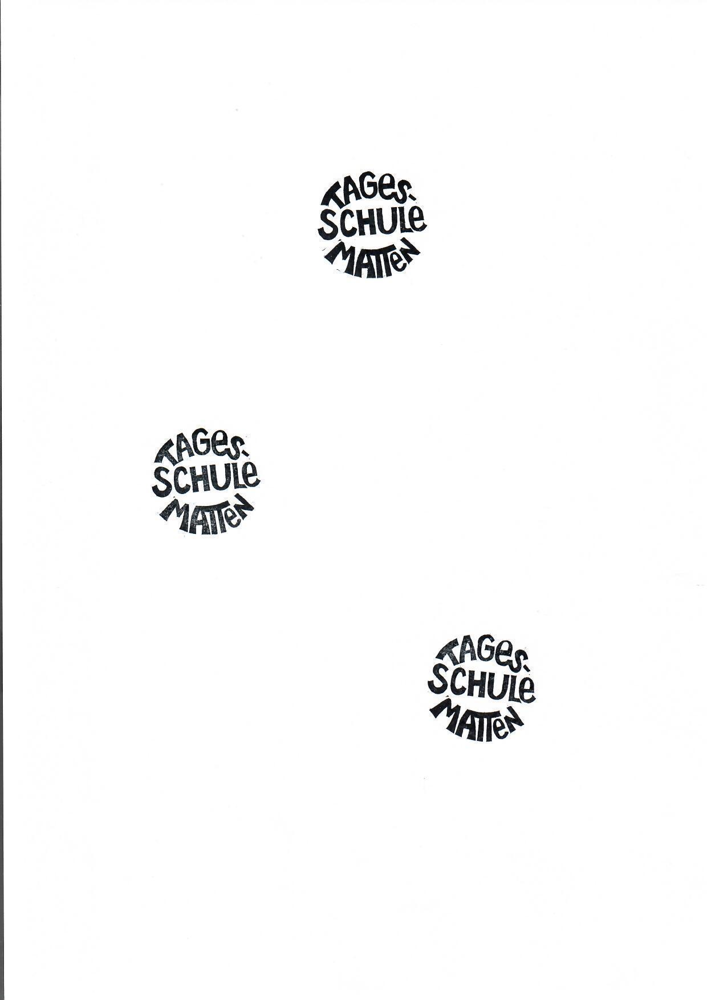 TAGeS-
SCHULe
MATTeN
TAGeS-
SCHULe
MATTeN
TAGeS-
SCHULe
MATTeN